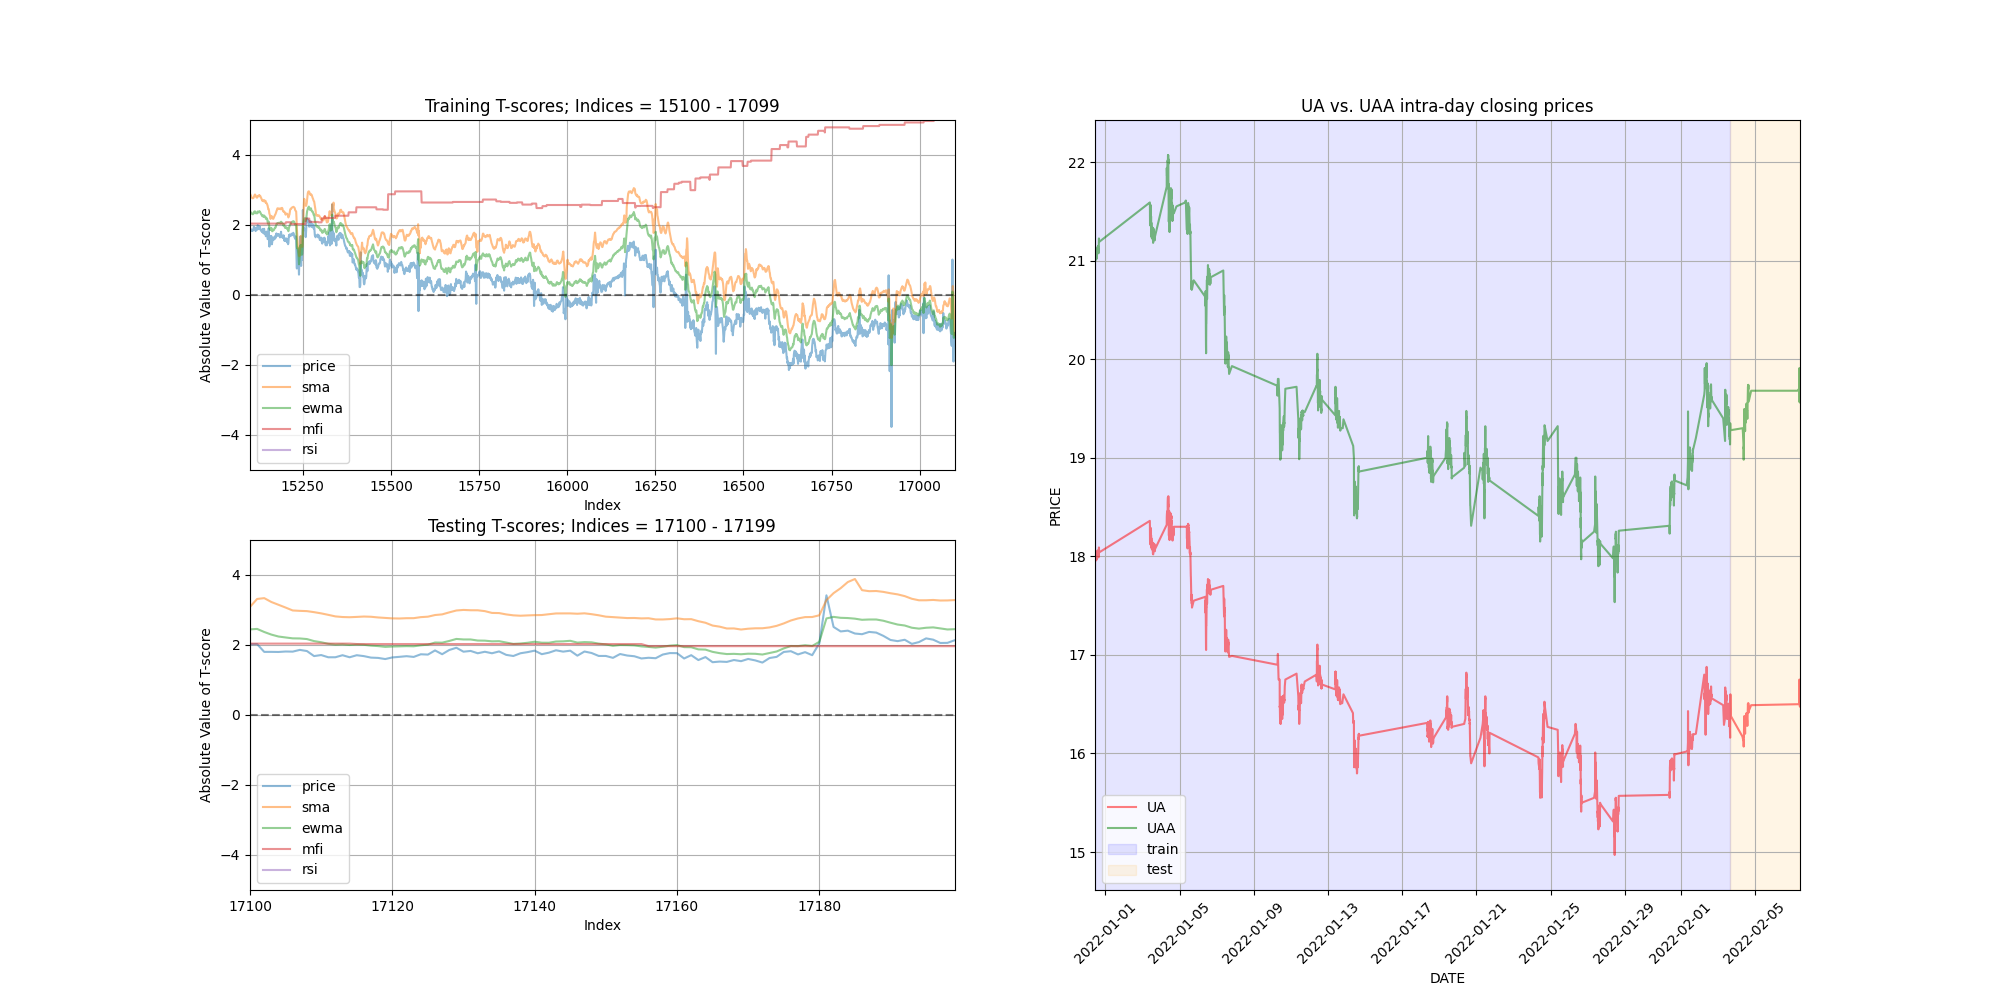 Training T-scores; Indices = 15100 - 17099
Absolute Value of T-score
4
2
0
−2
−4
price
sma
ewma
mfi
rsi
15250 15500 15750 16000 16250 16500 16750 17000
Index
Testing T-scores; Indices = 17100 - 17199
Absolute Value of T-score
4
2
0
−2
−4
price
sma
ewma
mfi
rsi
17100 17120 17140 17160 17180
Index
UA vs. UAA intra-day closing prices
PRICE
22
21
20
19
18
17
16
15
UA
UAA
train
test
2022-01-01 2022-01-05 2022-01-09 2022-01-13 2022-01-17 2022-01-21 2022-01-25 2022-01-29 2022-02-01 2022-02-05
DATE